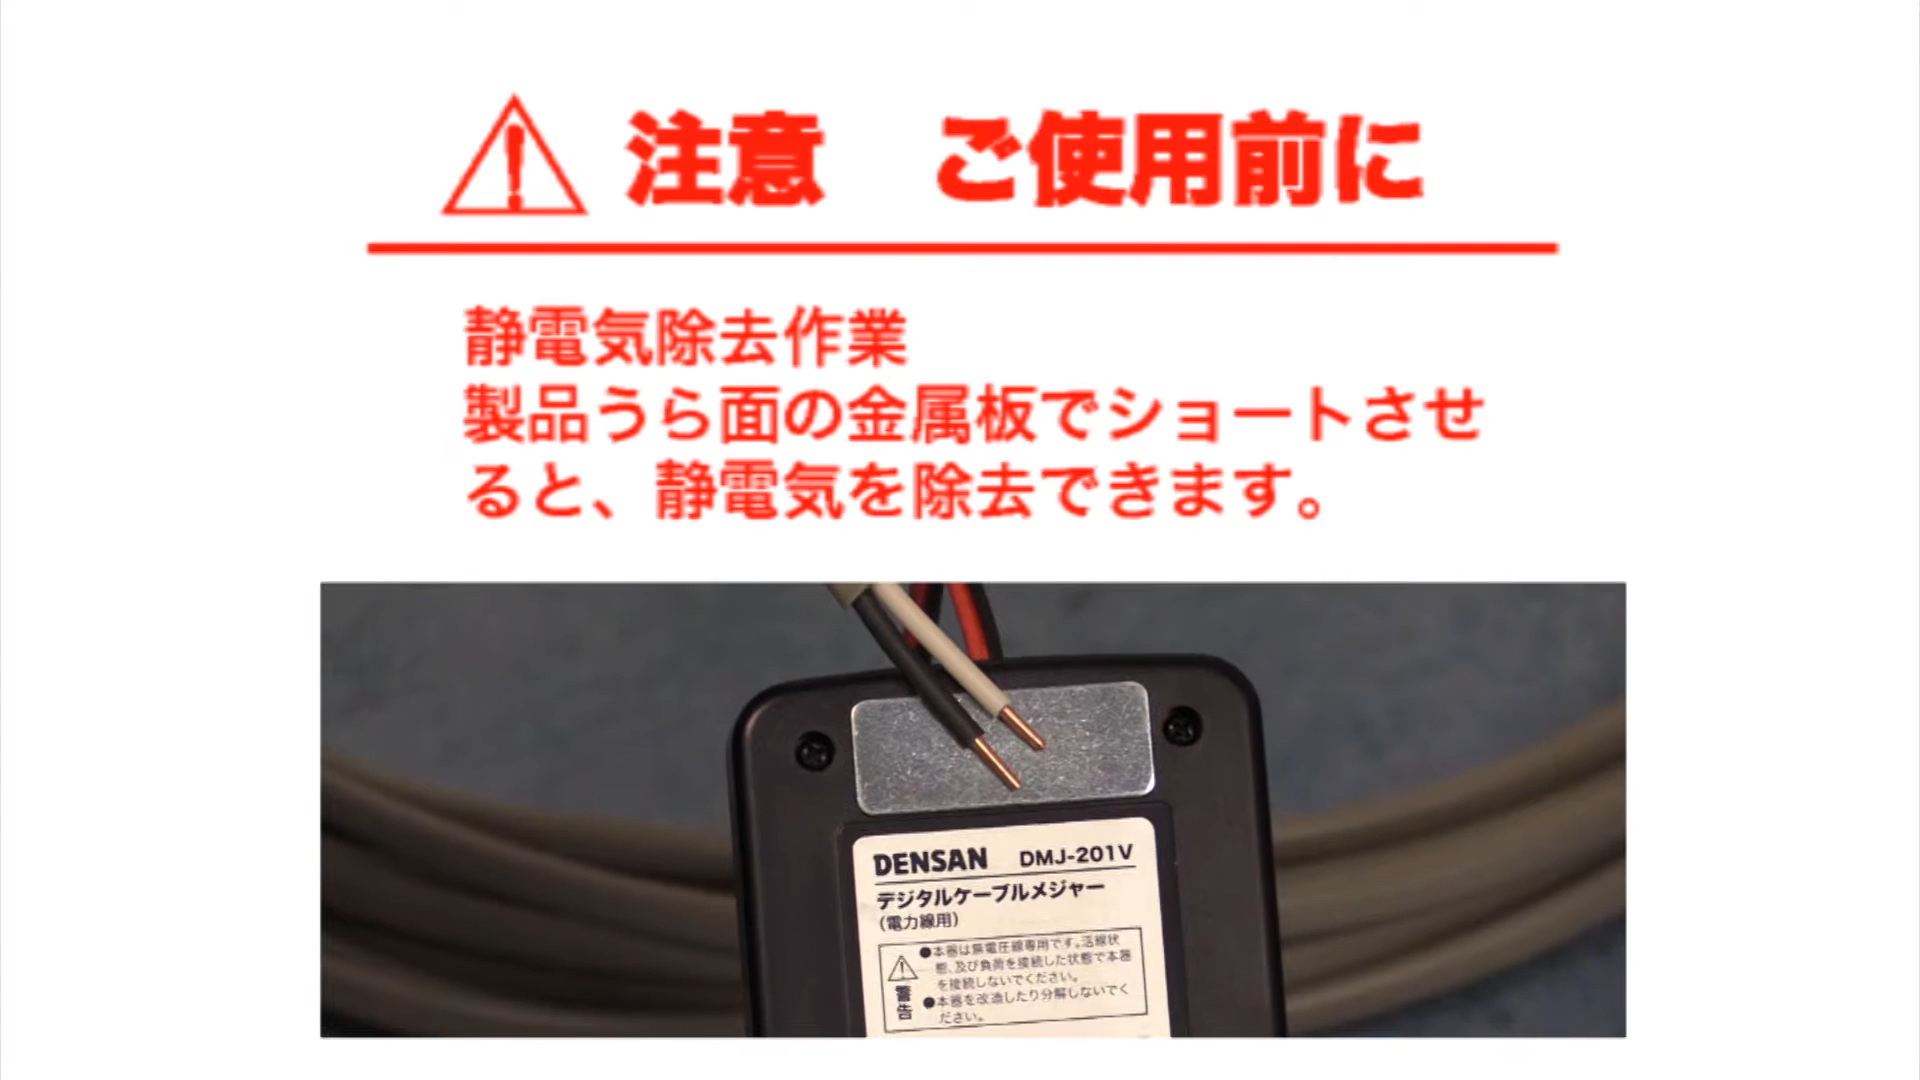 注意　ご使用前に
静電気除去作業
製品うら面の金属板でショートさせ
ると、静電気を除去できます。
DENSAN DMJ-201V
デジタルケーブルメジャー
（電力線用）
●本器は無電圧線専用です。活線状
態、及び負荷を接続した状態で本器
を接続しないでください。
警告
●本器を改造したり分解しないでく
ださい。